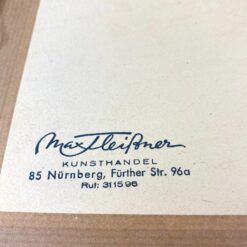 Max Fleißner
KUNSTHANDEL
85 Nürnberg, Fürther Str. 96a
Ruf: 311596